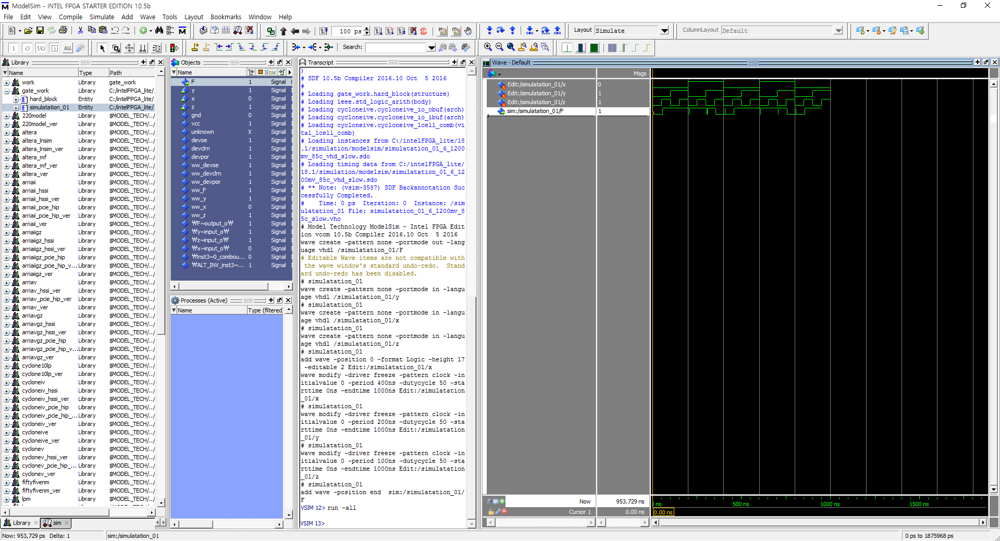 ModelSim - INTEL FPGA STARTER EDITION 10.5b
File Edit View Compile Simulate Add Wave Tools Layout Bookmarks Window Help
100 ps
Layout Simulate
ColumnLayout Default
Search:
Library
Name Type Path
work Library gate_work
gate_work Library C:/intelFPGA_lite/
hard_block Entity C:/intelFPGA_lite/
simulatation_01 Entity C:/intelFPGA_lite/
220model Library $MODEL_TECH/../
220model_ver Library $MODEL_TECH/../
altera Library $MODEL_TECH/../
altera_lnsim Library $MODEL_TECH/../
altera_lnsim_ver Library $MODEL_TECH/../
altera_mf Library $MODEL_TECH/../
altera_mf_ver Library $MODEL_TECH/../
altera_ver Library $MODEL_TECH/../
arriaii Library $MODEL_TECH/../
arriaii_hssi Library $MODEL_TECH/../
arriaii_hssi_ver Library $MODEL_TECH/../
arriaii_pcie_hip Library $MODEL_TECH/../
arriaii_pcie_hip_ver Library $MODEL_TECH/../
arriaii_ver Library $MODEL_TECH/../
arriaiigz Library $MODEL_TECH/../
arriaiigz_hssi Library $MODEL_TECH/../
arriaiigz_hssi_ver Library $MODEL_TECH/../
arriaiigz_pcie_hip Library $MODEL_TECH/../
arriaiigz_pcie_hip_v... Library $MODEL_TECH/../
arriaiigz_ver Library $MODEL_TECH/../
arriav Library $MODEL_TECH/../
arriav_hssi_ver Library $MODEL_TECH/../
arriav_pcie_hip_ver Library $MODEL_TECH/../
arriav_ver Library $MODEL_TECH/../
arriavgz Library $MODEL_TECH/../
arriavgz_hssi Library $MODEL_TECH/../
arriavgz_hssi_ver Library $MODEL_TECH/../
arriavgz_pcie_hip Library $MODEL_TECH/../
arriavgz_pcie_hip_v... Library $MODEL_TECH/../
arriavgz_ver Library $MODEL_TECH/../
cyclone10lp Library $MODEL_TECH/../
cyclone10lp_ver Library $MODEL_TECH/../
cycloneiv Library $MODEL_TECH/../
cycloneiv_hssi Library $MODEL_TECH/../
cycloneiv_hssi_ver Library $MODEL_TECH/../
cycloneiv_pcie_hip Library $MODEL_TECH/../
cycloneiv_pcie_hip_... Library $MODEL_TECH/../
cycloneiv_ver Library $MODEL_TECH/../
cycloneive Library $MODEL_TECH/../
cycloneive_ver Library $MODEL_TECH/../
cyclonev Library $MODEL_TECH/../
cyclonev_hssi_ver Library $MODEL_TECH/../
cyclonev_pcie_hip_... Library $MODEL_TECH/../
cyclonev_ver Library $MODEL_TECH/../
fiftyfivenm Library $MODEL_TECH/../
fiftyfivenm_ver Library $MODEL_TECH/../
lpm Library $MODEL_TECH/../
Library sim
Objects
Name Now
F 1 Signal
y 1 Signal
x 0 Signal
z 1 Signal
gnd 0 Signal
vcc 1 Signal
unknown X Signal
devoe 1 Signal
devclrn 1 Signal
devpor 1 Signal
ww_devoe 1 Signal
ww_devclrn 1 Signal
ww_devpor 1 Signal
ww_F 1 Signal
ww_y 1 Signal
ww_x 0 Signal
ww_z 1 Signal
₩F~output_o₩ 1 Signal
₩y~input_o₩ 1 Signal
₩z~input_o₩ 1 Signal
₩x~input_o₩ 0 Signal
₩inst3~0_combou... 0 Signal
₩ALT_INV_inst3~... 1 Signal
Processes (Active)
Name Type (filtered)
Transcript
)
# SDF 10.5b Compiler 2016.10 Oct  5 2016
#
# Loading gate_work.hard_block(structure)
# Loading ieee.std_logic_arith(body)
# Loading cycloneive.cycloneive_io_obuf(arch)
# Loading cycloneive.cycloneive_io_ibuf(arch)
# Loading cycloneive.cycloneive_lcell_comb(vi
tal_lcell_comb)
# Loading instances from C:/intelFPGA_lite/18
.1/simulation/modelsim/simulatation_01_6_1200
mv_85c_vhd_slow.sdo
# Loading timing data from C:/intelFPGA_lite/
18.1/simulation/modelsim/simulatation_01_6_12
00mv_85c_vhd_slow.sdo
# ** Note: (vsim-3587) SDF Backannotation Suc
cessfully Completed.
#    Time: 0 ps  Iteration: 0  Instance: /sim
ulatation_01 File: simulatation_01_6_1200mv_8
5c_slow.vho
# Model Technology ModelSim - Intel FPGA Edit
ion vcom 10.5b Compiler 2016.10 Oct  5 2016
wave create -pattern none -portmode out -lang
uage vhdl /simulatation_01/F
# Editable Wave items are not compatible with
the wave window's standard undo-redo.  Stand
ard undo-redo has been disabled.
# simulatation_01
wave create -pattern none -portmode in -langu
age vhdl /simulatation_01/y
# simulatation_01
wave create -pattern none -portmode in -langu
age vhdl /simulatation_01/x
# simulatation_01
wave create -pattern none -portmode in -langu
age vhdl /simulatation_01/z
# simulatation_01
add wave -position 0 -format Logic -height 17
-editable 2 Edit:/simulatation_01/x
wave modify -driver freeze -pattern clock -in
itialvalue 0 -period 400ns -dutycycle 50 -sta
rttime 0ns -endtime 1000ns Edit:/simulatation
_01/x
# simulatation_01
wave modify -driver freeze -pattern clock -in
itialvalue 0 -period 200ns -dutycycle 50 -sta
rttime 0ns -endtime 1000ns Edit:/simulatation
_01/y
# simulatation_01
wave modify -driver freeze -pattern clock -in
itialvalue 0 -period 100ns -dutycycle 50 -sta
rttime 0ns -endtime 1000ns Edit:/simulatation
_01/z
# simulatation_01
add wave -position end  sim:/simulatation_01/
F
VSIM 12> run -all
VSIM 13>
Wave - Default
Msgs
Edit:/simulatation_01/x 0
Edit:/simulatation_01/y 1
Edit:/simulatation_01/z 1
sim:/simulatation_01/F 1
Now 953.729 ns
Cursor 1 0.00 ns
ns 500 ns 1000 ns 1500 ns
0.00 ns
Now: 953,729 ps Delta: 1
sim:/simulatation_01
0 ps to 1875968 ps